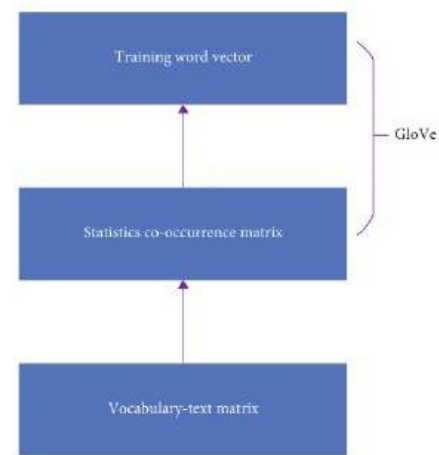 Training word vector
GloVe
Statistics co-occurrence matrix
Vocabulary-text matrix